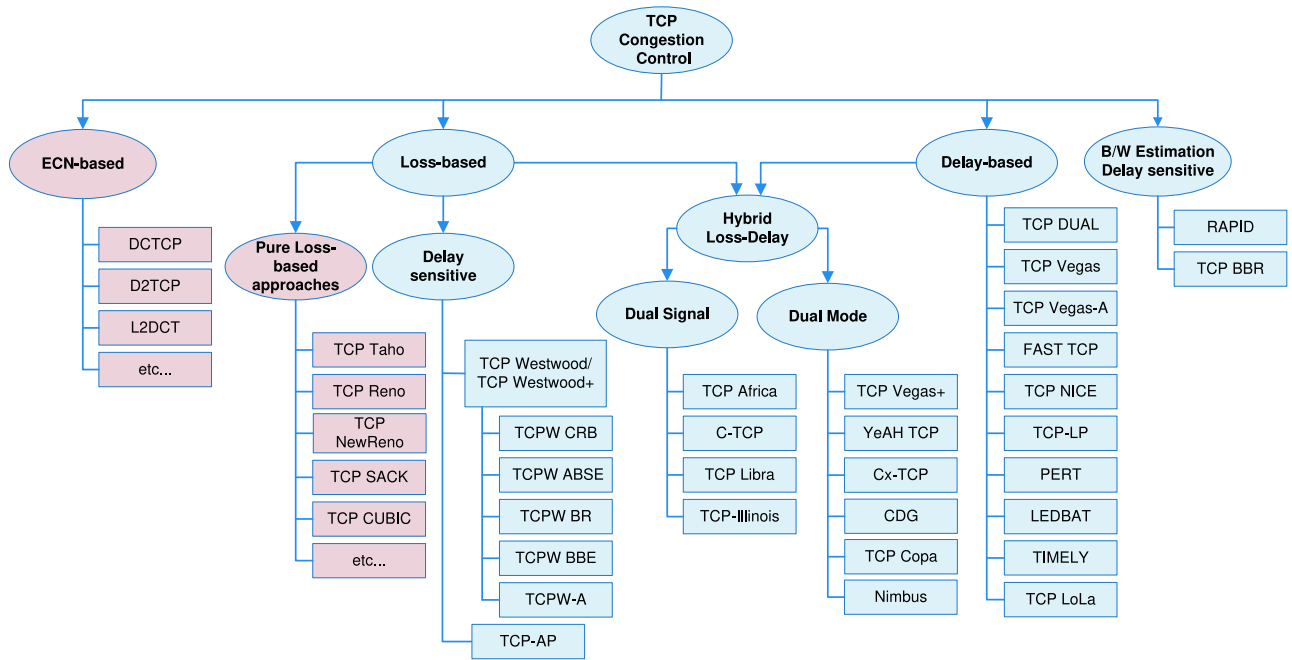 TCP
Congestion
Control
ECN-based
Loss-based
Delay-based
B/W Estimation
Delay sensitive
DCTCP
D2TCP
L2DCT
etc...
Pure Loss-
based
approaches
Delay
sensitive
Hybrid
Loss-Delay
TCP Taho
TCP Reno
TCP
NewReno
TCP SACK
TCP CUBIC
etc...
TCP Westwood/
TCP Westwood+
TCPW CRB
TCPW ABSE
TCPW BR
TCPW BBE
TCPW-A
TCP-AP
Dual Signal
Dual Mode
TCP Africa
C-TCP
TCP Libra
TCP-Illinois
TCP Vegas+
YeAH TCP
Cx-TCP
CDG
TCP Copa
Nimbus
TCP DUAL
TCP Vegas
TCP Vegas-A
FAST TCP
TCP NICE
TCP-LP
PERT
LEDBAT
TIMELY
TCP LoLa
RAPID
TCP BBR